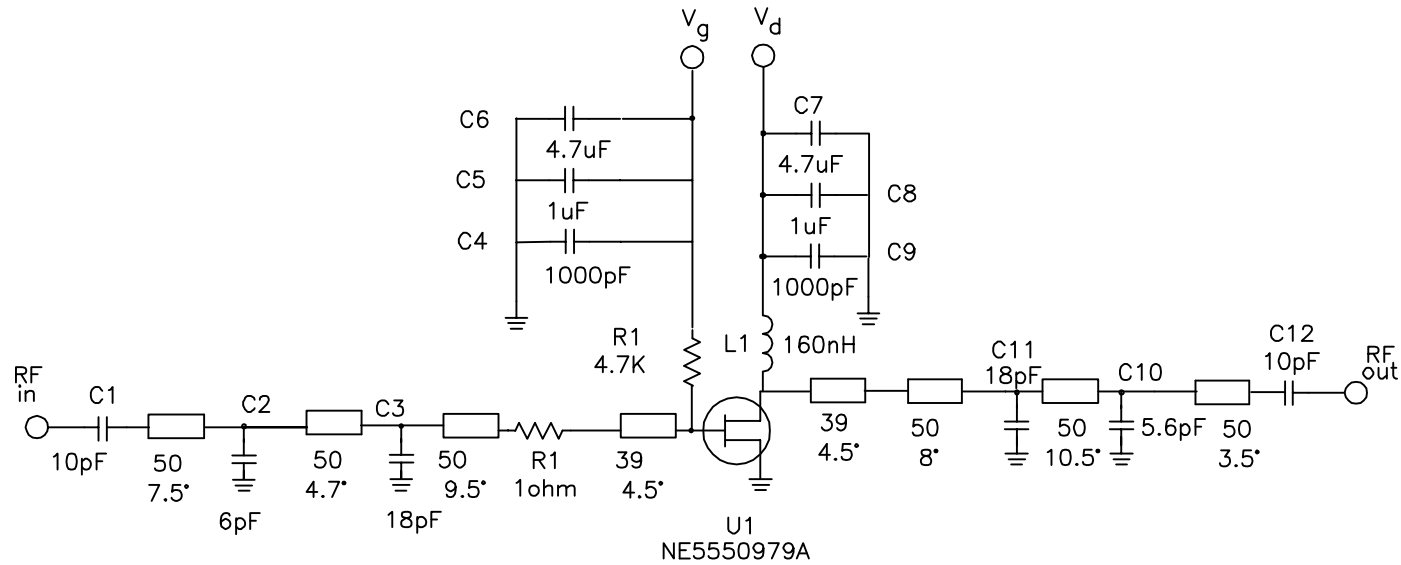 Vg
Vd
C6
4.7uF
C5
1uF
C4
1000pF
C7
4.7uF
C8
1uF
C9
1000pF
R1
4.7K
L1
160nH
C11
18pF
C10
5.6pF
C12
10pF
RF
out
RF
in
C1
10pF
50
7.5°
C2
6pF
50
4.7°
C3
18pF
50
9.5°
R1
1ohm
39
4.5°
39
4.5°
50
8°
50
10.5°
50
3.5°
U1
NE5550979A